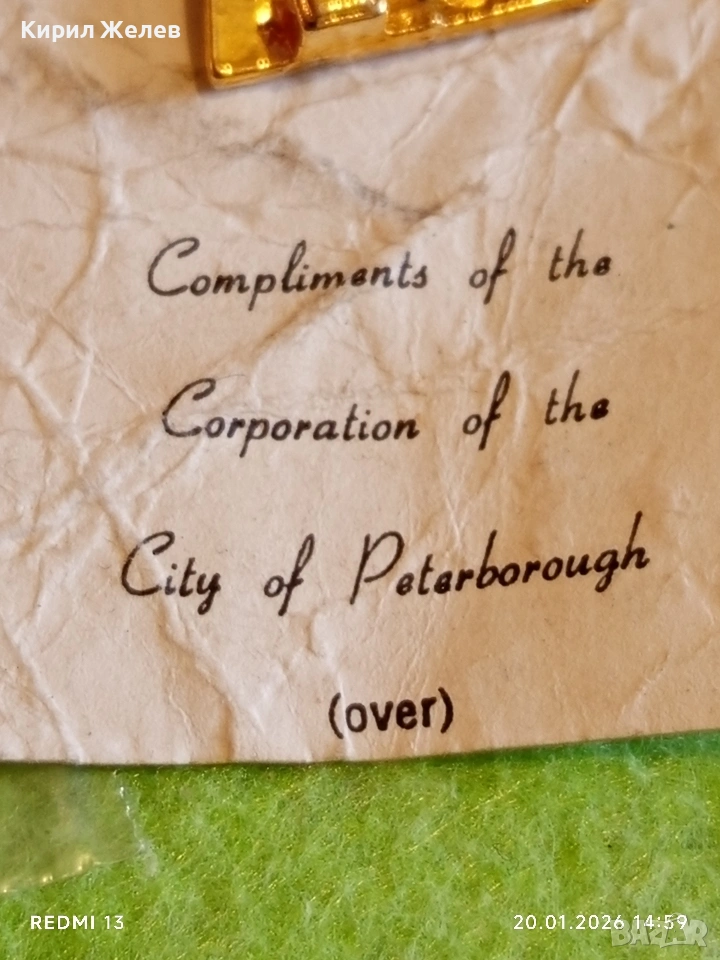 Кирил Желев
Compliments of the
Corporation of the
City of Peterborough
(over)
REDMI 13
20.01.2026 14:59
BAZAR